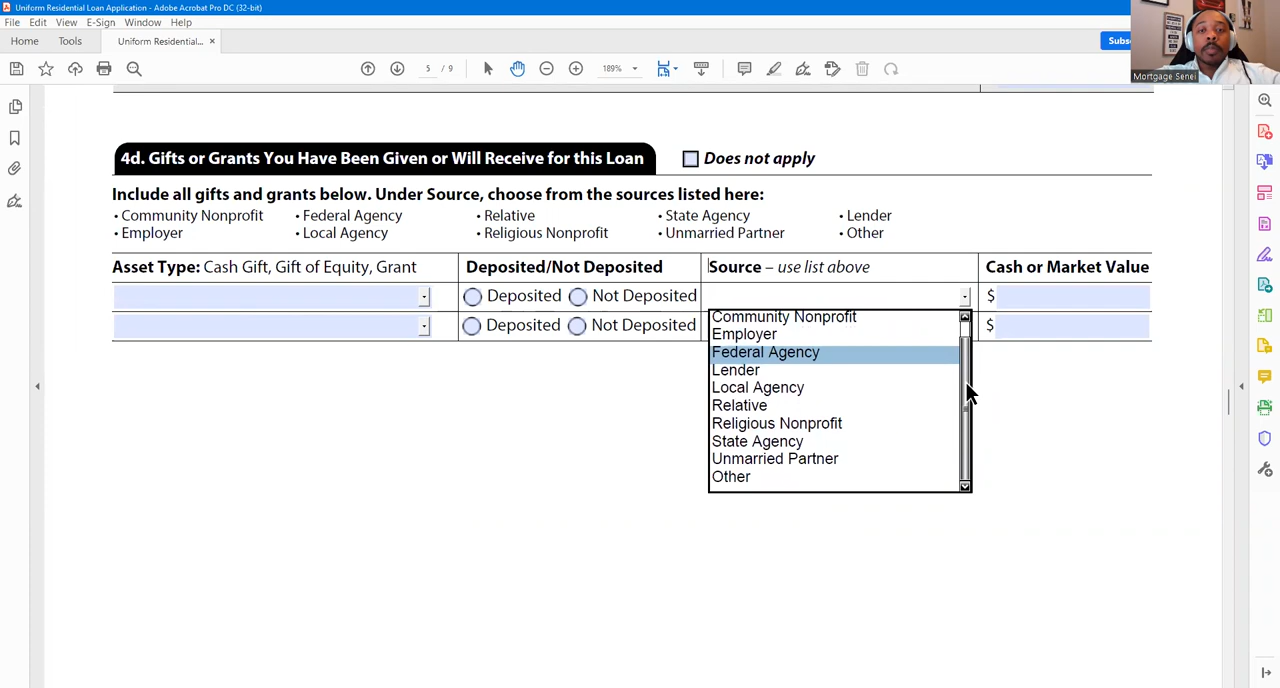 Uniform Residential Loan Application - Adobe Acrobat Pro DC (32-bit)
File Edit View E-Sign Window Help
Home Tools Uniform Residential... × Subs
5 / 9 189%
Mortgage Senei
4d. Gifts or Grants You Have Been Given or Will Receive for this Loan Does not apply
Include all gifts and grants below. Under Source, choose from the sources listed here:
• Community Nonprofit • Federal Agency • Relative • State Agency • Lender
• Employer • Local Agency • Religious Nonprofit • Unmarried Partner • Other
Asset Type: Cash Gift, Gift of Equity, Grant Deposited/Not Deposited Source – use list above Cash or Market Value
Deposited Not Deposited $
Deposited Not Deposited $
Community Nonprofit
Employer
Federal Agency
Lender
Local Agency
Relative
Religious Nonprofit
State Agency
Unmarried Partner
Other